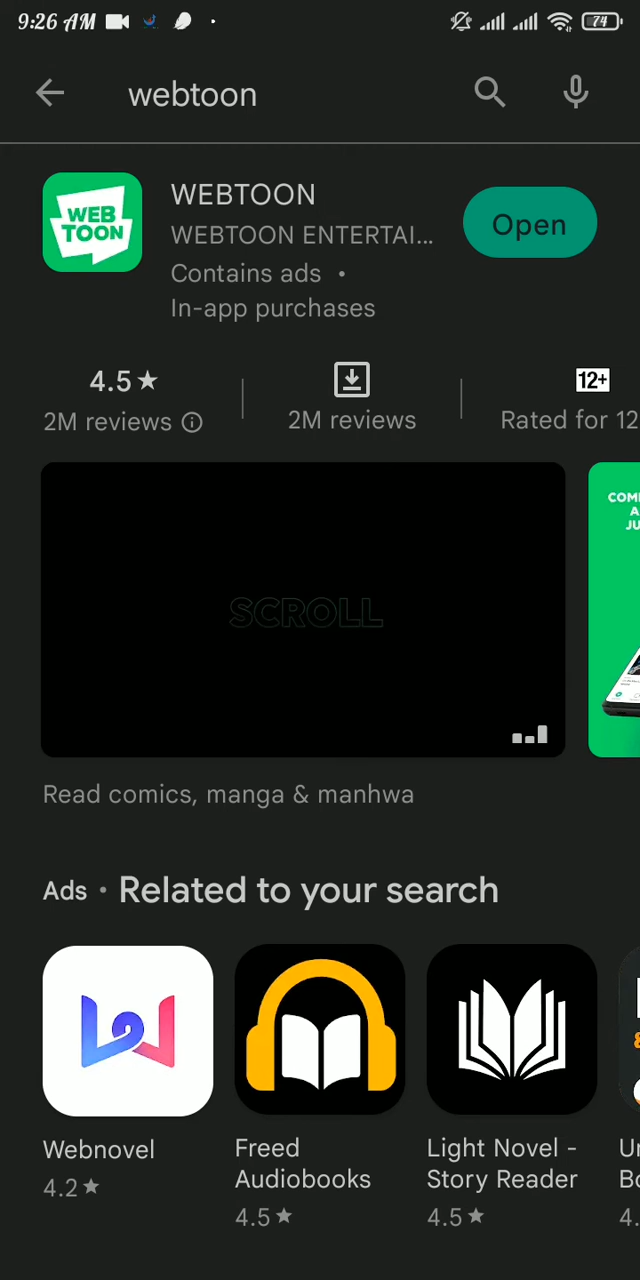 9:26 AM
74
webtoon
WEB
TOON
WEBTOON
WEBTOON ENTERTAI...
Contains ads •
In-app purchases
Open
4.5★
2M reviews
2M reviews
12+
Rated for 12
SCROLL
Read comics, manga & manhwa
Ads • Related to your search
Webnovel
4.2★
Freed
Audiobooks
4.5★
Light Novel -
Story Reader
4.5★